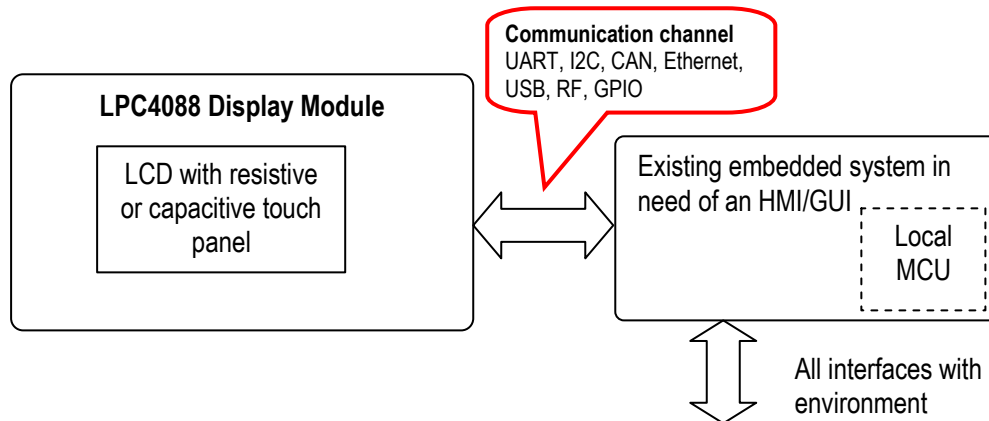 Communication channel
UART, I2C, CAN, Ethernet,
USB, RF, GPIO
LPC4088 Display Module
LCD with resistive
or capacitive touch
panel
Existing embedded system in
need of an HMI/GUI
Local
MCU
All interfaces with
environment